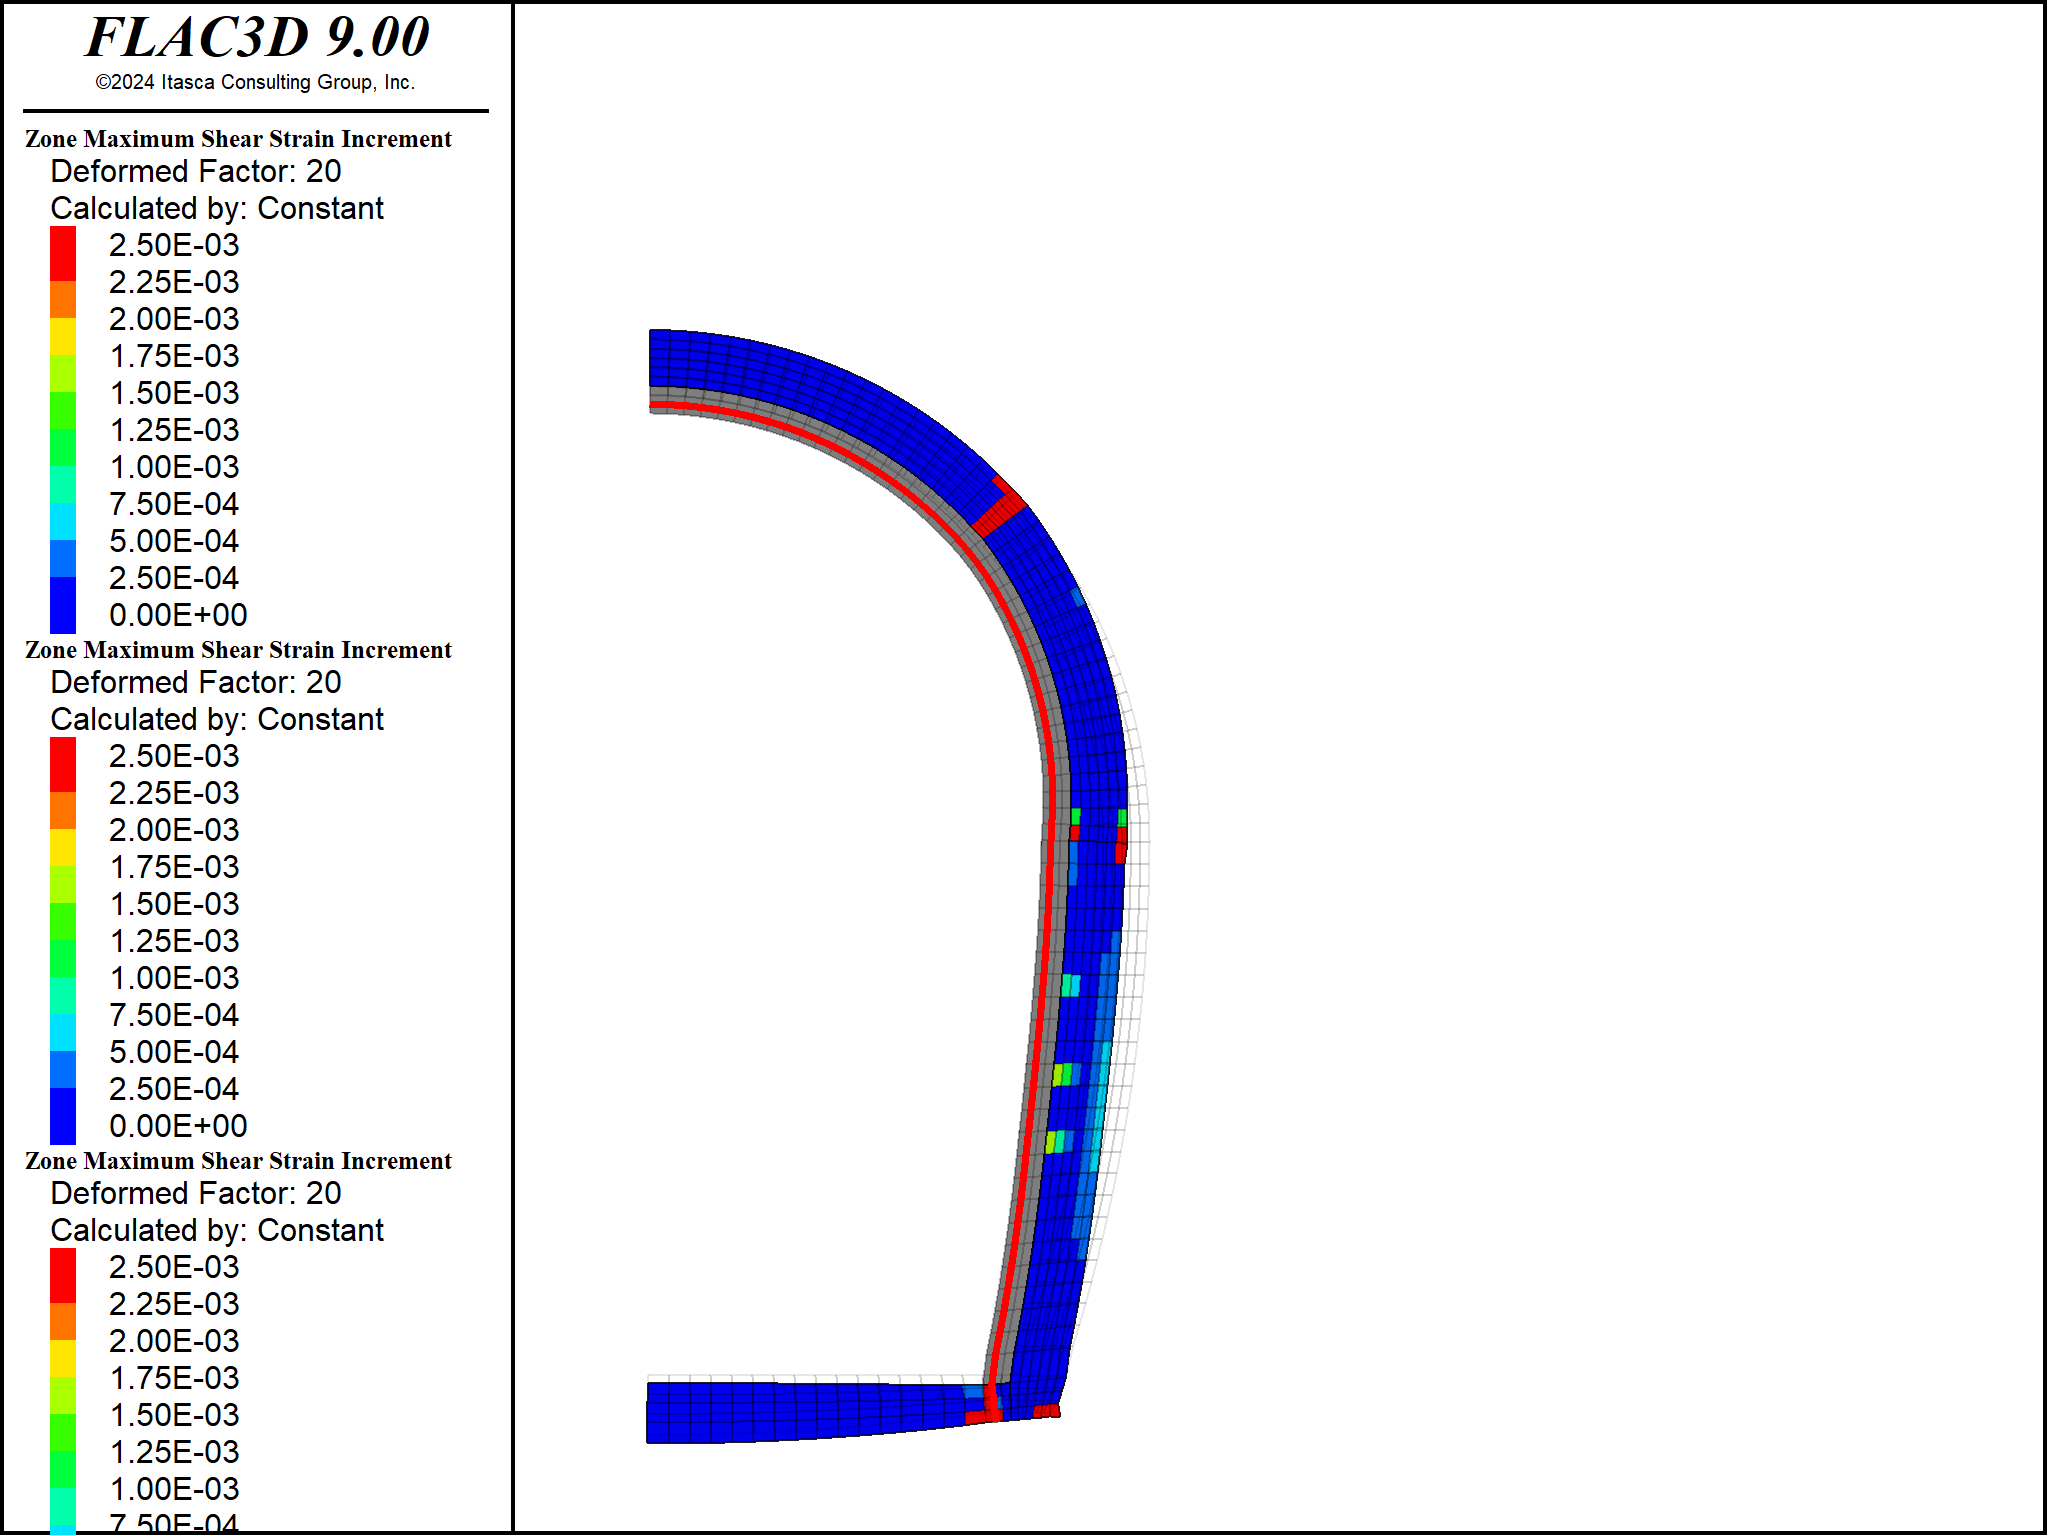 FLAC3D 9.00
©2024 Itasca Consulting Group, Inc.
Zone Maximum Shear Strain Increment
Deformed Factor: 20
Calculated by: Constant
2.50E-03
2.25E-03
2.00E-03
1.75E-03
1.50E-03
1.25E-03
1.00E-03
7.50E-04
5.00E-04
2.50E-04
0.00E+00
Zone Maximum Shear Strain Increment
Deformed Factor: 20
Calculated by: Constant
2.50E-03
2.25E-03
2.00E-03
1.75E-03
1.50E-03
1.25E-03
1.00E-03
7.50E-04
5.00E-04
2.50E-04
0.00E+00
Zone Maximum Shear Strain Increment
Deformed Factor: 20
Calculated by: Constant
2.50E-03
2.25E-03
2.00E-03
1.75E-03
1.50E-03
1.25E-03
1.00E-03
7.50E-04